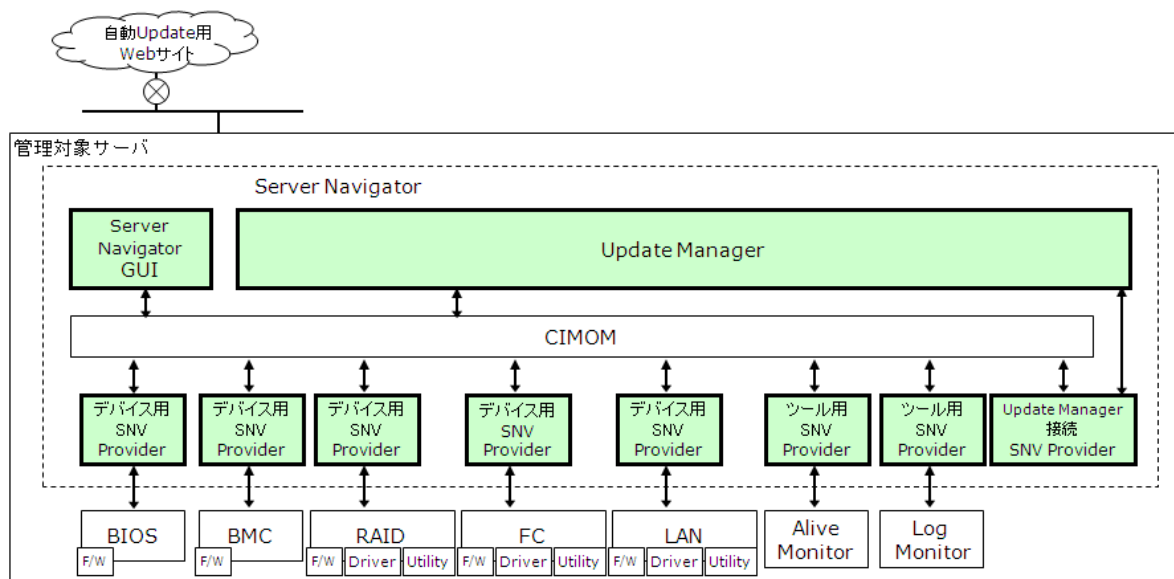 自動Update用
Webサイト
管理対象サーバ
Server Navigator
Server
Navigator
GUI
Update Manager
CIMOM
デバイス用
SNV
Provider
デバイス用
SNV
Provider
デバイス用
SNV
Provider
デバイス用
SNV
Provider
デバイス用
SNV
Provider
ツール用
SNV
Provider
ツール用
SNV
Provider
Update Manager
接続
SNV Provider
BIOS
F/W
BMC
F/W
RAID
F/W Driver Utility
FC
F/W Driver Utility
LAN
F/W Driver Utility
Alive
Monitor
Log
Monitor